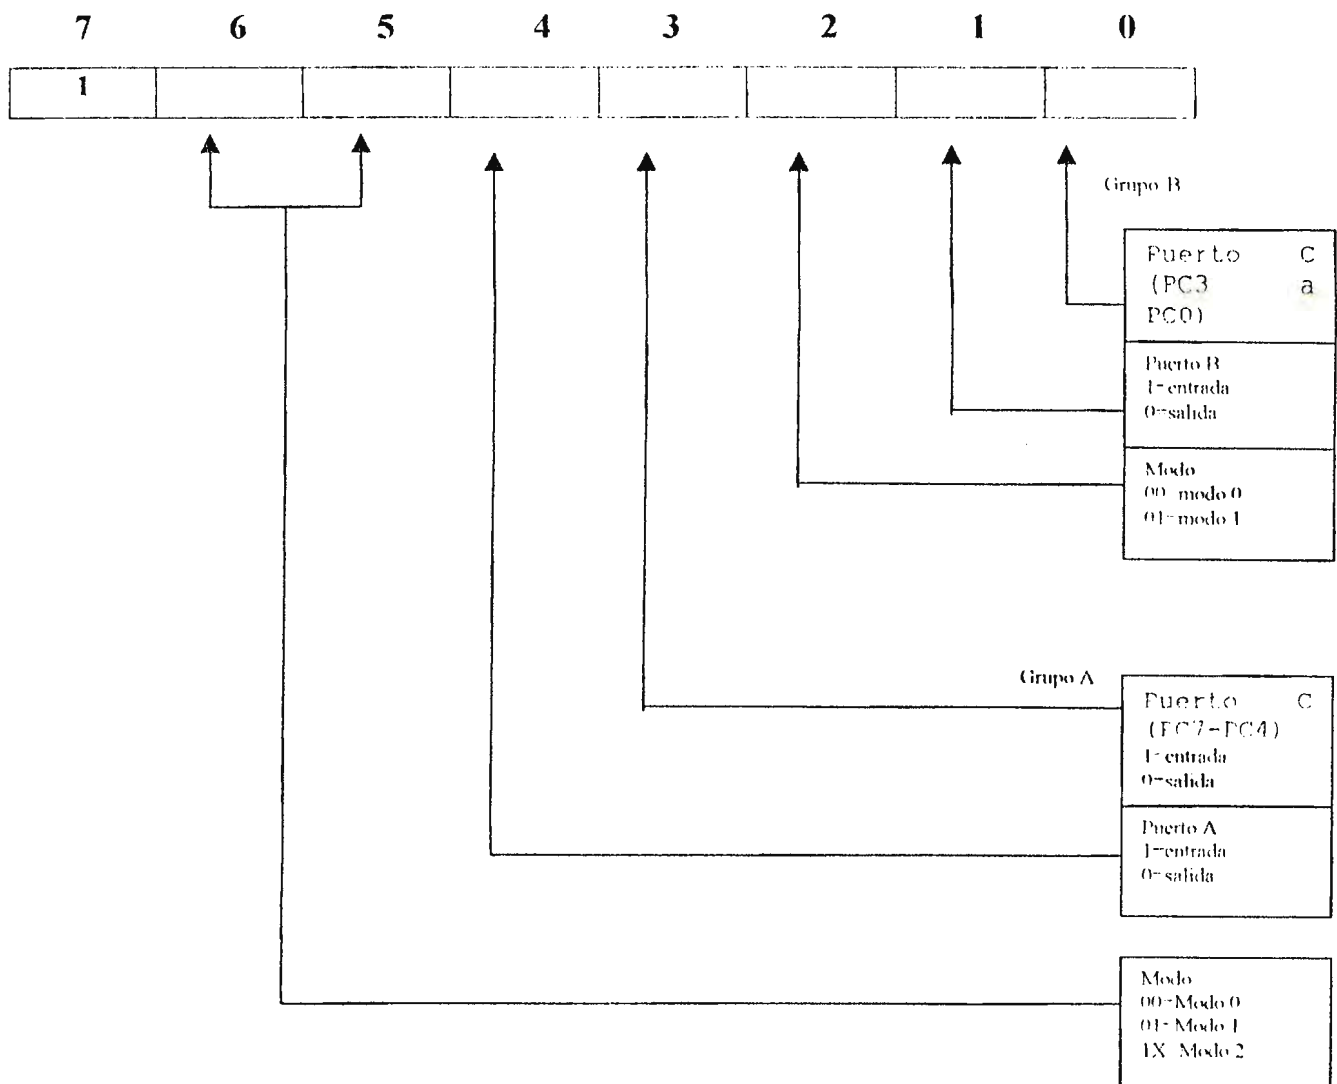 7 6 5 4 3 2 1 0
1
Grupo B
Puerto C
(PC3 a
PC0)
Puerto B
1=entrada
0=salida
Modo
00= modo 0
01=modo 1
Grupo A
Puerto C
(PC7-PC4)
1=entrada
0=salida
Puerto A
1=entrada
0=salida
Modo
00=Modo 0
01=Modo 1
1X=Modo 2